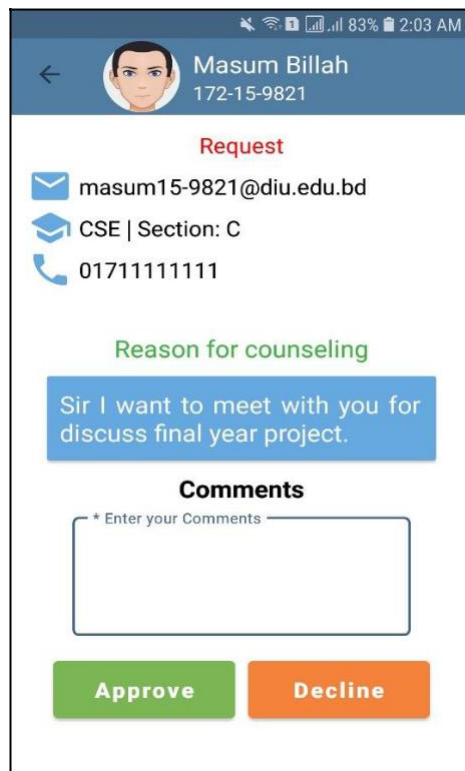 83% 2:03 AM
Masum Billah
172-15-9821
Request
masum15-9821@diu.edu.bd
CSE | Section: C
01711111111
Reason for counseling
Sir I want to meet with you for
discuss final year project.
Comments
* Enter your Comments
Approve
Decline